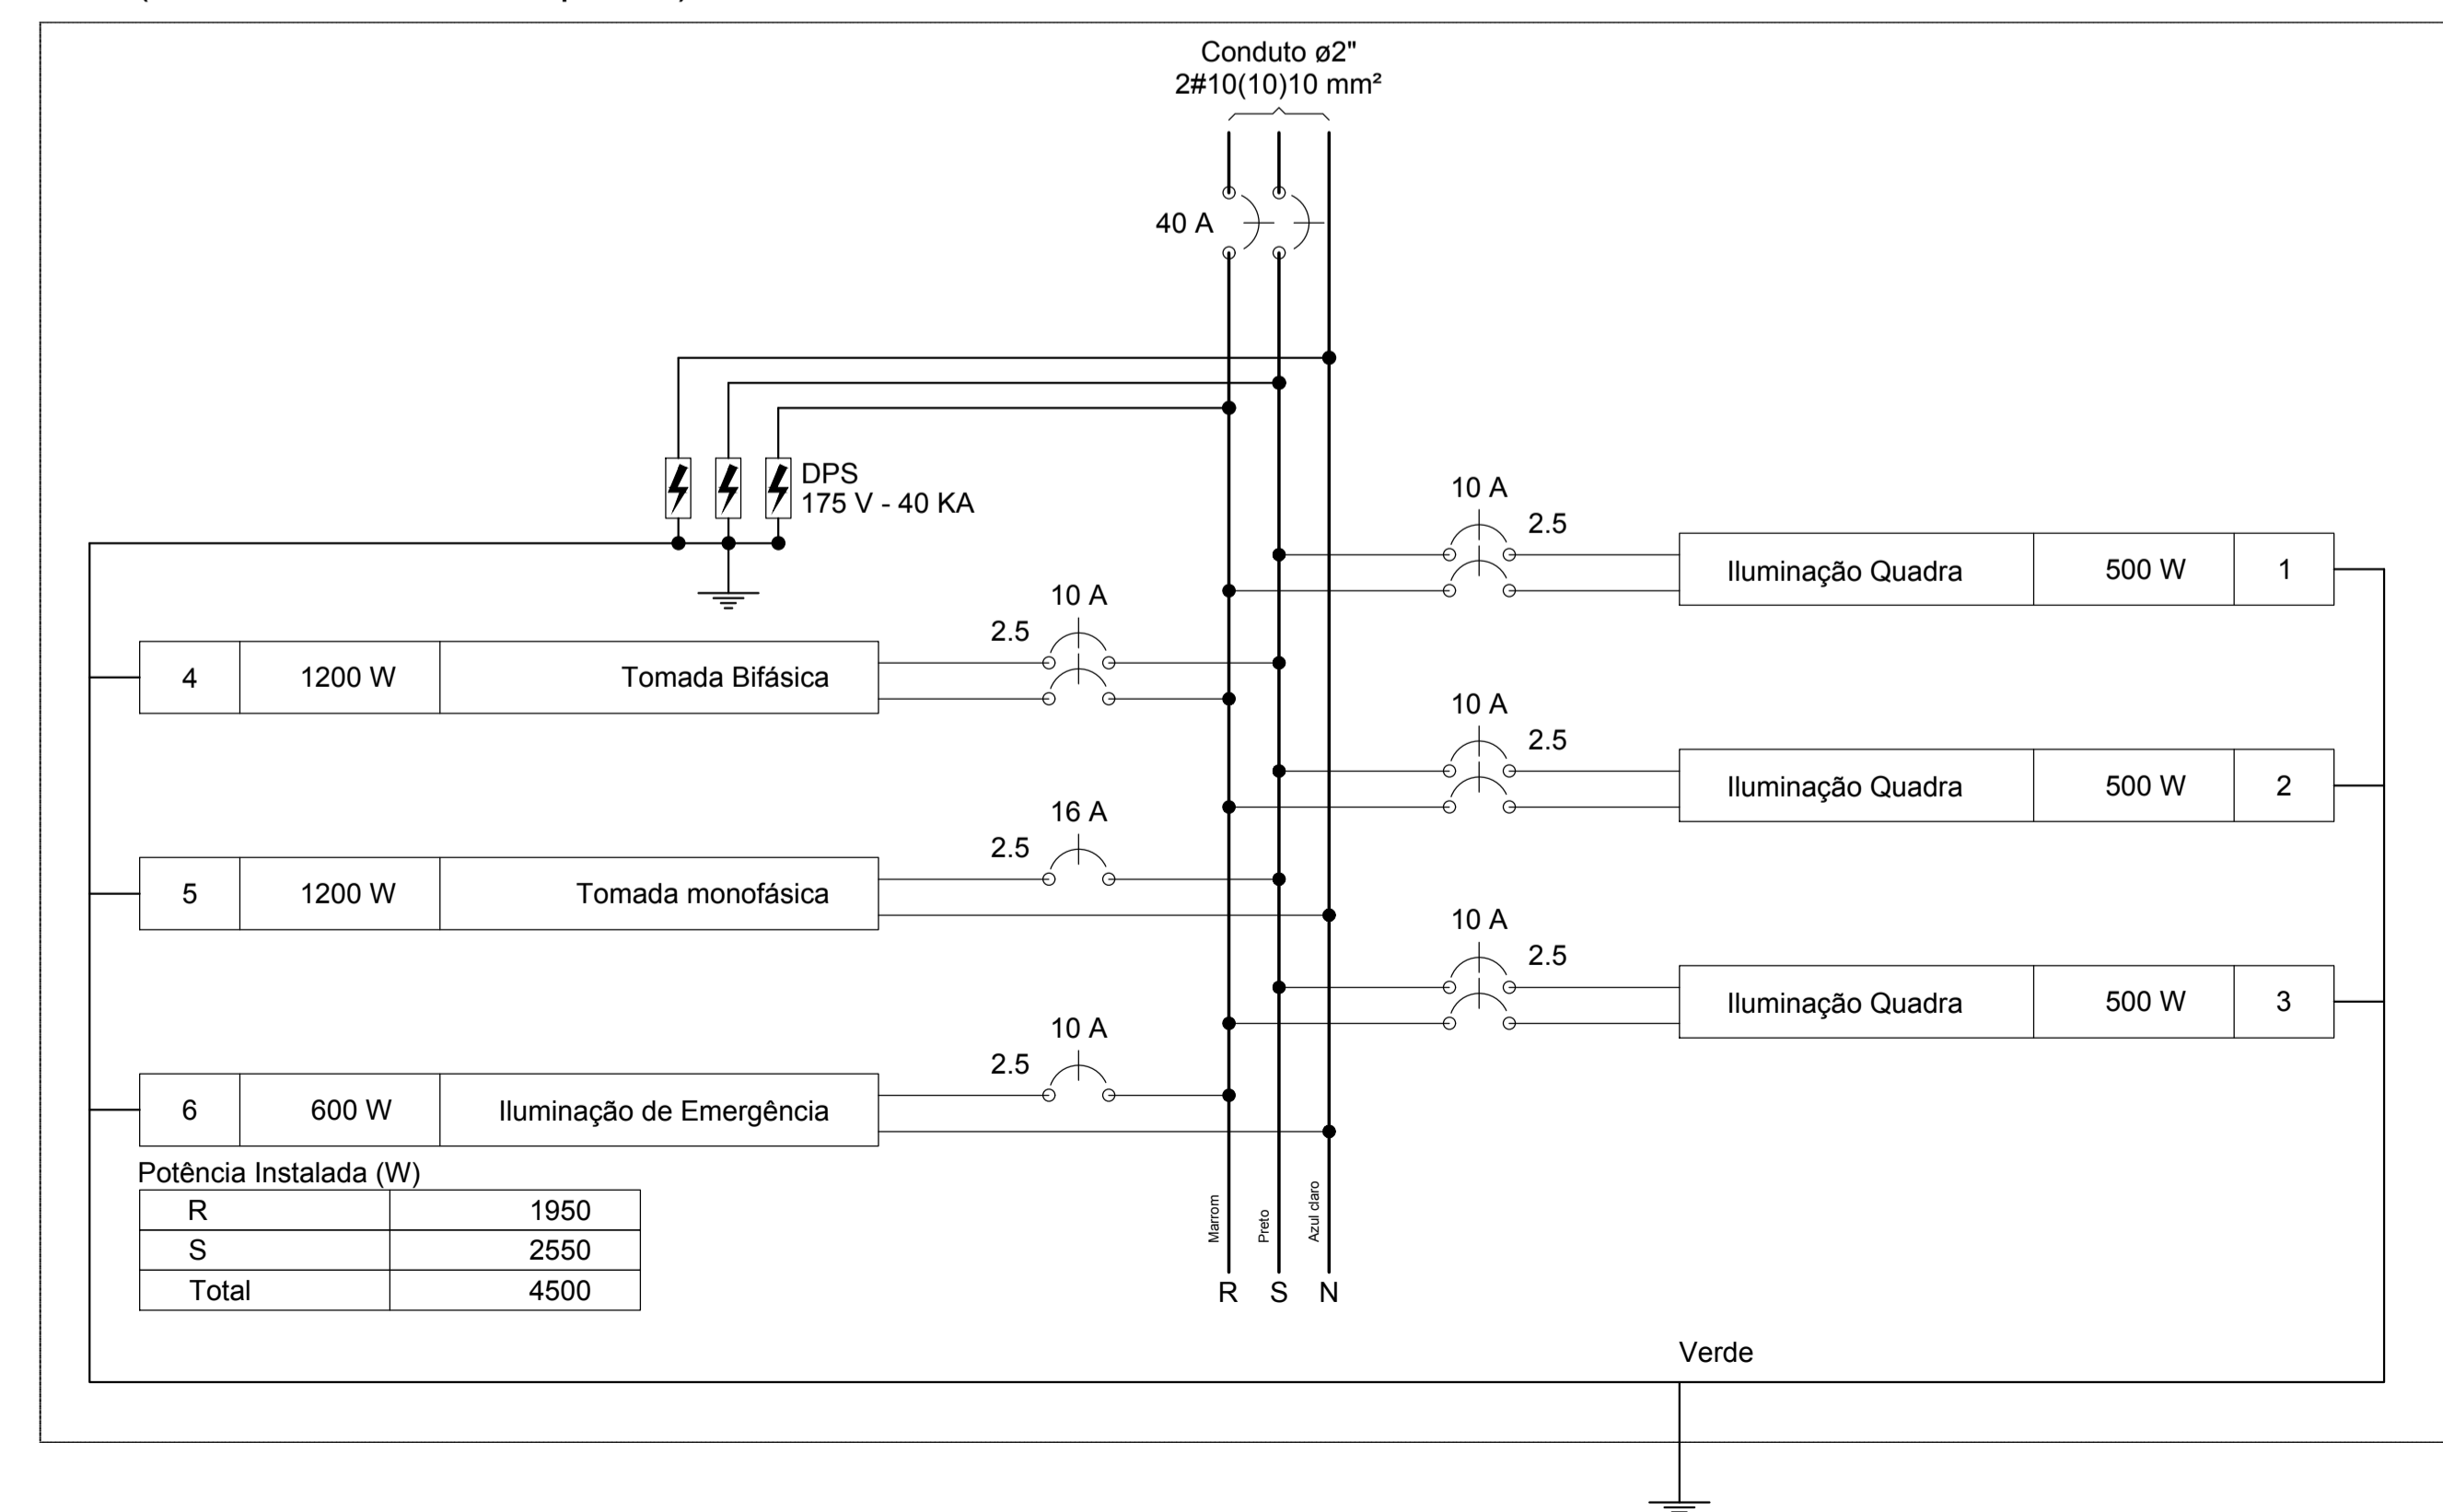 Conduto ø2"
2#10(10)10 mm²
40 A
DPS
175 V - 40 KA
10 A
2.5
Iluminação Quadra 500 W 1
10 A
2.5
4 1200 W Tomada Bifásica
10 A
2.5
Iluminação Quadra 500 W 2
16 A
2.5
5 1200 W Tomada monofásica
10 A
2.5
Iluminação Quadra 500 W 3
10 A
2.5
6 600 W Iluminação de Emergência
Potência Instalada (W)
R 1950
S 2550
Total 4500
Marrom
Preto
Azul claro
R S N
Verde